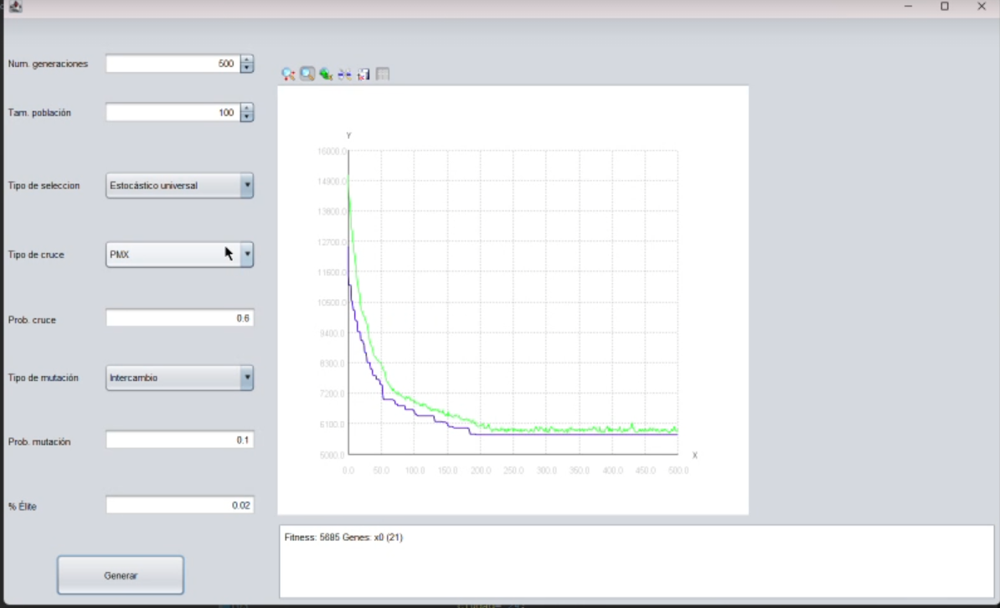 Num. generaciones
500
Tam. población
100
Tipo de seleccion
Estocástico universal
Tipo de cruce
PMX
Prob. cruce
0.6
Tipo de mutación
Intercambio
Prob. mutación
0.1
% Élite
0.02
Generar
Y
16000.0
14900.0
13800.0
12700.0
11600.0
10500.0
9400.0
8300.0
7200.0
6100.0
5000.0
X
0.0 50.0 100.0 150.0 200.0 250.0 300.0 350.0 400.0 450.0 500.0
Fitness: 5685 Genes: x0 (21)